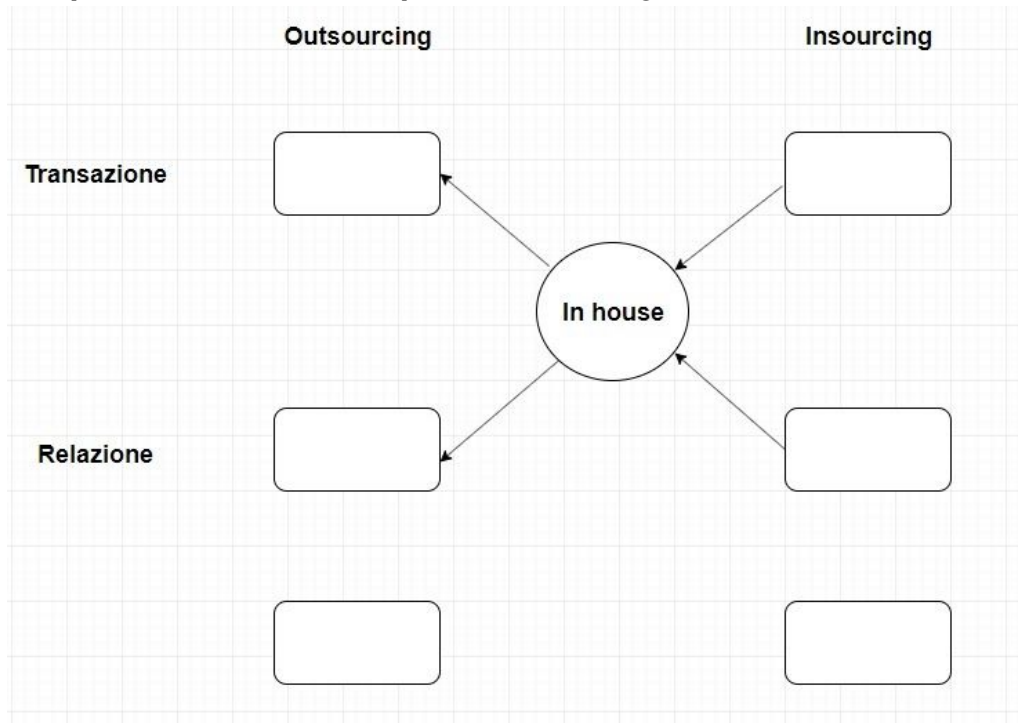 Outsourcing
Insourcing
Transazione
In house
Relazione